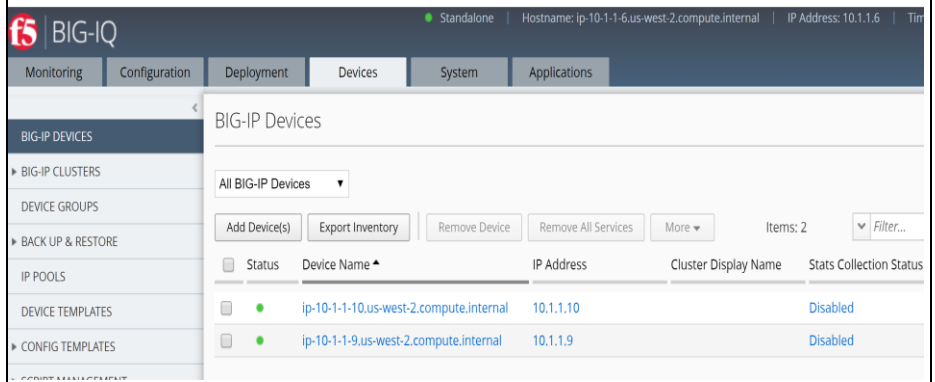 f5 BIG-IQ
Standalone | Hostname: ip-10-1-1-6.us-west-2.compute.internal | IP Address: 10.1.1.6 | Tim
Monitoring Configuration Deployment Devices System Applications
BIG-IP DEVICES
BIG-IP CLUSTERS
DEVICE GROUPS
BACK UP & RESTORE
IP POOLS
DEVICE TEMPLATES
CONFIG TEMPLATES
SCRIPT MANAGEMENT
BIG-IP Devices
All BIG-IP Devices
Add Device(s) Export Inventory Remove Device Remove All Services More Items: 2 Filter...
Status Device Name IP Address Cluster Display Name Stats Collection Status
ip-10-1-1-10.us-west-2.compute.internal 10.1.1.10 Disabled
ip-10-1-1-9.us-west-2.compute.internal 10.1.1.9 Disabled